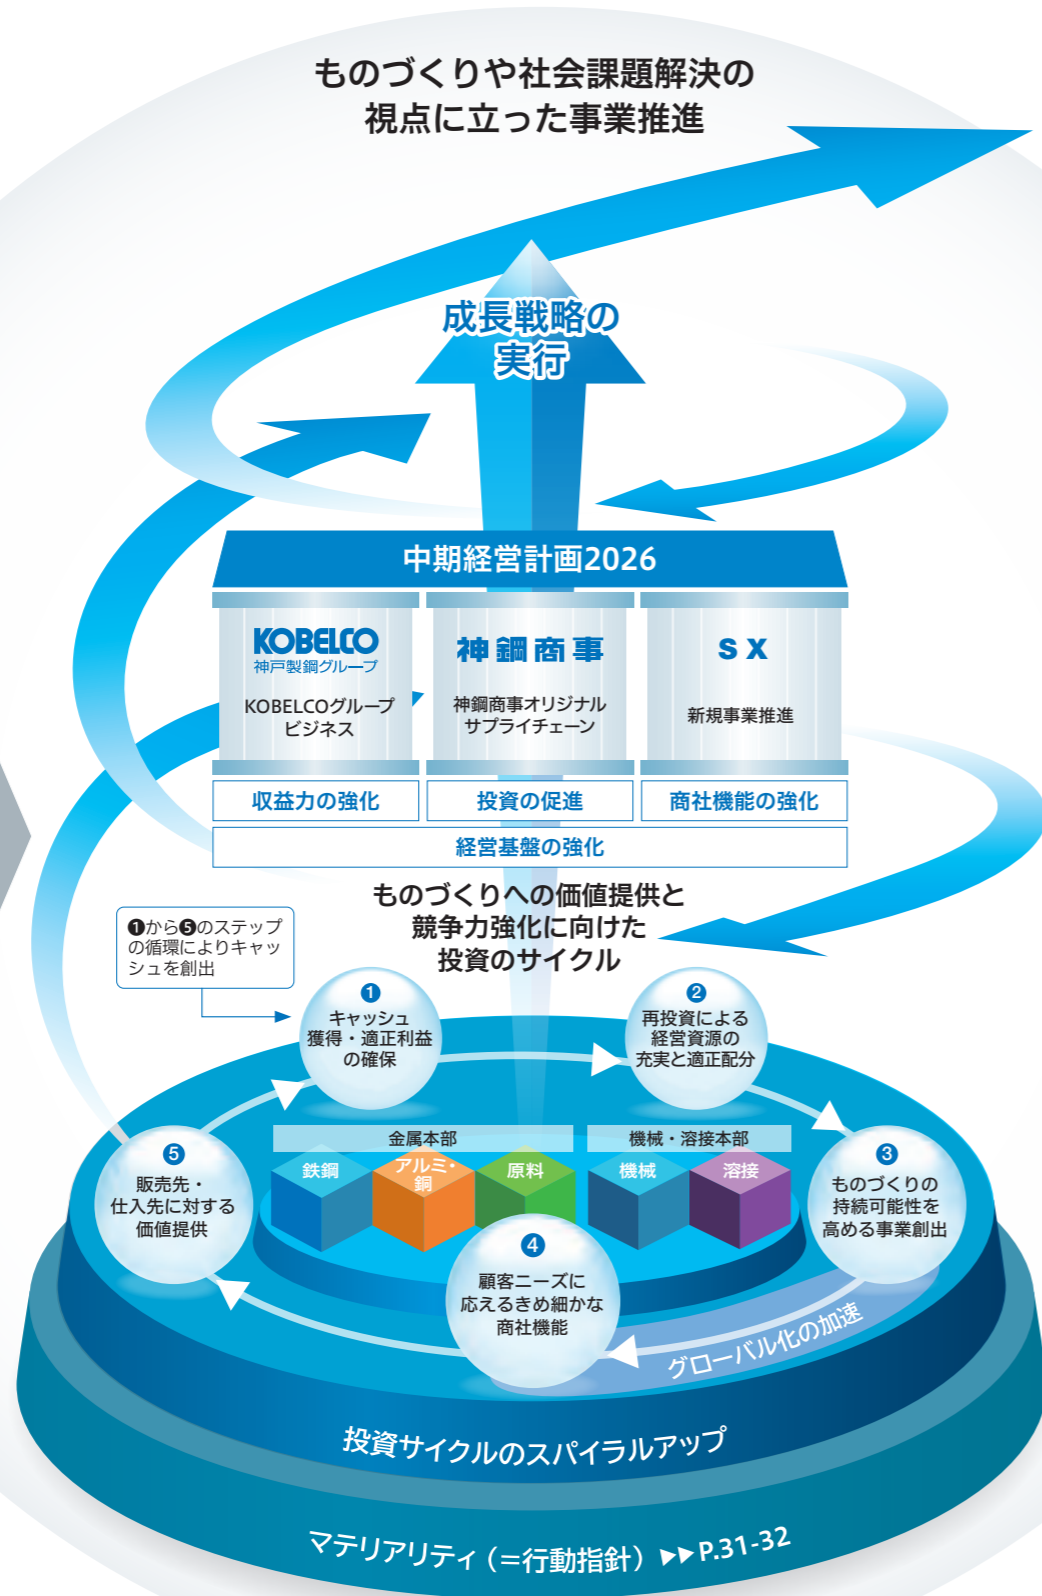 ものづくりや社会課題解決の
視点に立った事業推進
成長戦略の
実行
中期経営計画2026
KOBELCO
神戸製鋼グループ
KOBELCOグループ
ビジネス
神鋼商事
神鋼商事オリジナル
サプライチェーン
SX
新規事業推進
収益力の強化
投資の促進
商社機能の強化
経営基盤の強化
ものづくりへの価値提供と
競争力強化に向けた
投資のサイクル
❶から❺のステップ
の循環によりキャッ
シュを創出
❶
キャッシュ
獲得・適正利益
の確保
❷
再投資による
経営資源の
充実と適正配分
❸
ものづくりの
持続可能性を
高める事業創出
❹
顧客ニーズに
応えるきめ細かな
商社機能
❺
販売先・
仕入先に対する
価値提供
金属本部
鉄鋼
アルミ・
銅
原料
機械・溶接本部
機械
溶接
グローバル化の加速
投資サイクルのスパイラルアップ
マテリアリティ(=行動指針) ▶▶ P.31-32